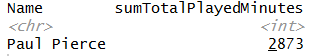 Name sumTotalPlayedMinutes
<chr> <int>
Paul Pierce 2873